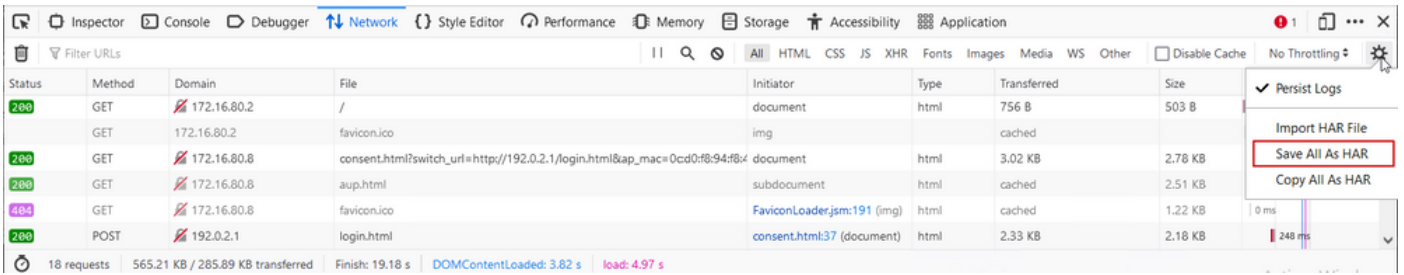 Inspector Console Debugger Network Style Editor Performance Memory Storage Accessibility Application 1
Filter URLs All HTML CSS JS XHR Fonts Images Media WS Other Disable Cache No Throttling
Status Method Domain File Initiator Type Transferred Size
Persist Logs
200 GET 172.16.80.2 / document html 756 B 503 B
GET 172.16.80.2 favicon.ico img cached
Import HAR File
200 GET 172.16.80.8 consent.html?switch_url=http://192.0.2.1/login.html&ap_mac=0c:d0:f8:94:f8:4 document html 3.02 KB 2.78 KB
Save All As HAR
200 GET 172.16.80.8 aup.html subdocument html cached 2.51 KB
Copy All As HAR
404 GET 172.16.80.8 favicon.ico FaviconLoader.jsm:191 (img) html cached 1.22 KB 0 ms
200 POST 192.0.2.1 login.html consent.html:37 (document) html 2.33 KB 2.18 KB 248 ms
18 requests 565.21 KB / 285.89 KB transferred Finish: 19.18 s DOMContentLoaded: 3.82 s load: 4.97 s